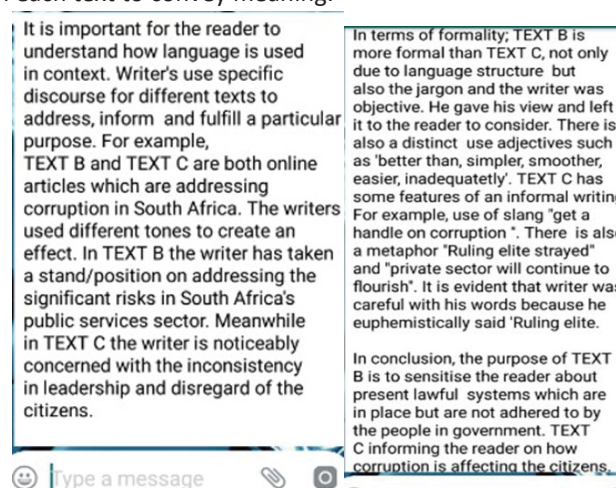 each text to convey meaning.
It is important for the reader to
understand how language is used
in context. Writer's use specific
discourse for different texts to
address, inform  and fulfill a particular
purpose. For example,
TEXT B and TEXT C are both online
articles which are addressing
corruption in South Africa. The writers
used different tones to create an
effect. In TEXT B the writer has taken
a stand/position on addressing the
significant risks in South Africa's
public services sector. Meanwhile
in TEXT C the writer is noticeably
concerned with the inconsistency
in leadership and disregard of the
citizens.
Type a message
In terms of formality; TEXT B is
more formal than TEXT C, not only
due to language structure  but
also the jargon and the writer was
objective. He gave his view and left
it to the reader to consider. There is
also a distinct  use adjectives such
as 'better than, simpler, smoother,
easier, inadequatetly'. TEXT C has
some features of an informal writing
For example, use of slang "get a
handle on corruption ". There  is also
a metaphor "Ruling elite strayed"
and "private sector will continue to
flourish". It is evident that writer was
careful with his words because he
euphemistically said 'Ruling elite.
In conclusion, the purpose of TEXT
B is to sensitise the reader about
present lawful  systems which are
in place but are not adhered to by
the people in government. TEXT
C informing the reader on how
corruption is affecting the citizens.